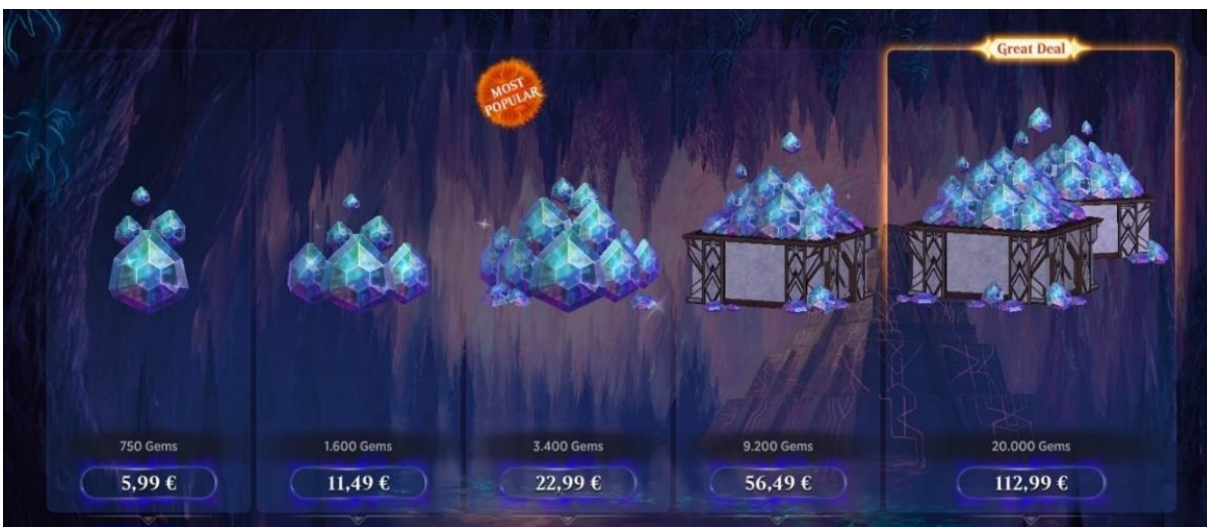 Great Deal
MOST
POPULAR
750 Gems
1.600 Gems
3.400 Gems
9.200 Gems
20.000 Gems
5,99 €
11,49 €
22,99 €
56,49 €
112,99 €